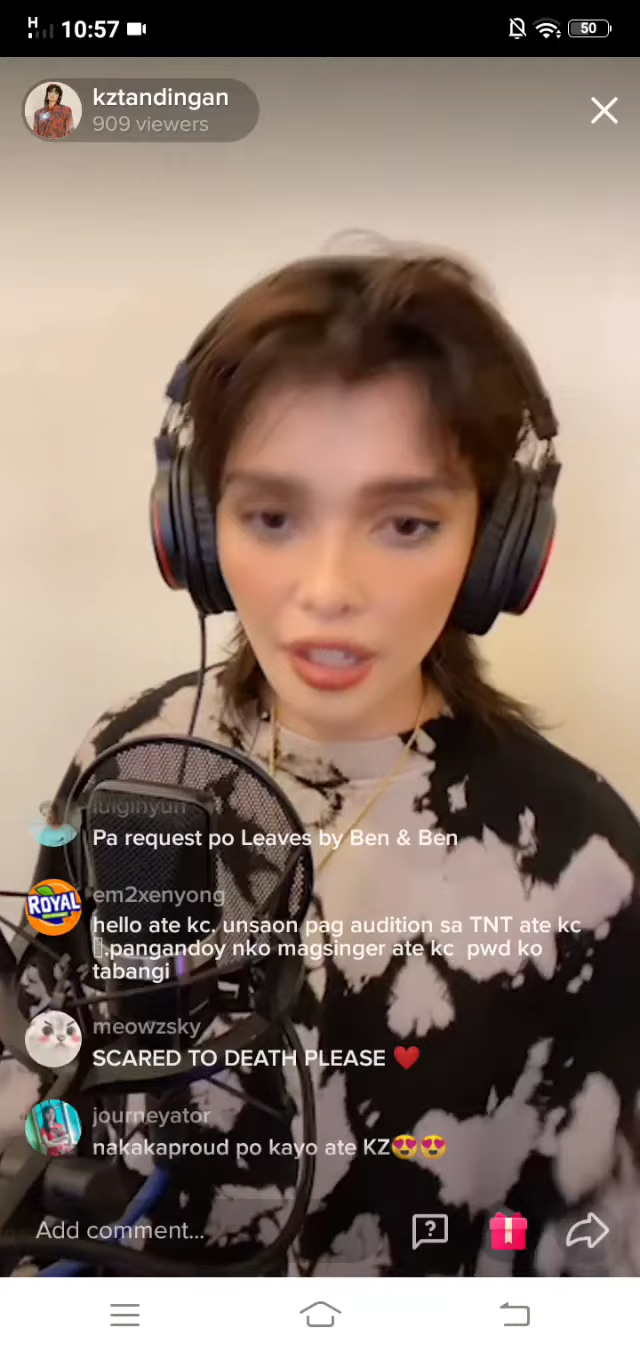 H
10:57
50
kztandingan
909 viewers
luiginyun
Pa request po Leaves by Ben & Ben
ROYAL
em2xenyong
hello ate kc. unsaon pag audition sa TNT ate kc
.pangandoy nko magsinger ate kc pwd ko
tabangi
meowzsky
SCARED TO DEATH PLEASE ❤️
journeyator
nakakaproud po kayo ate KZ😍😍
Add comment...
?